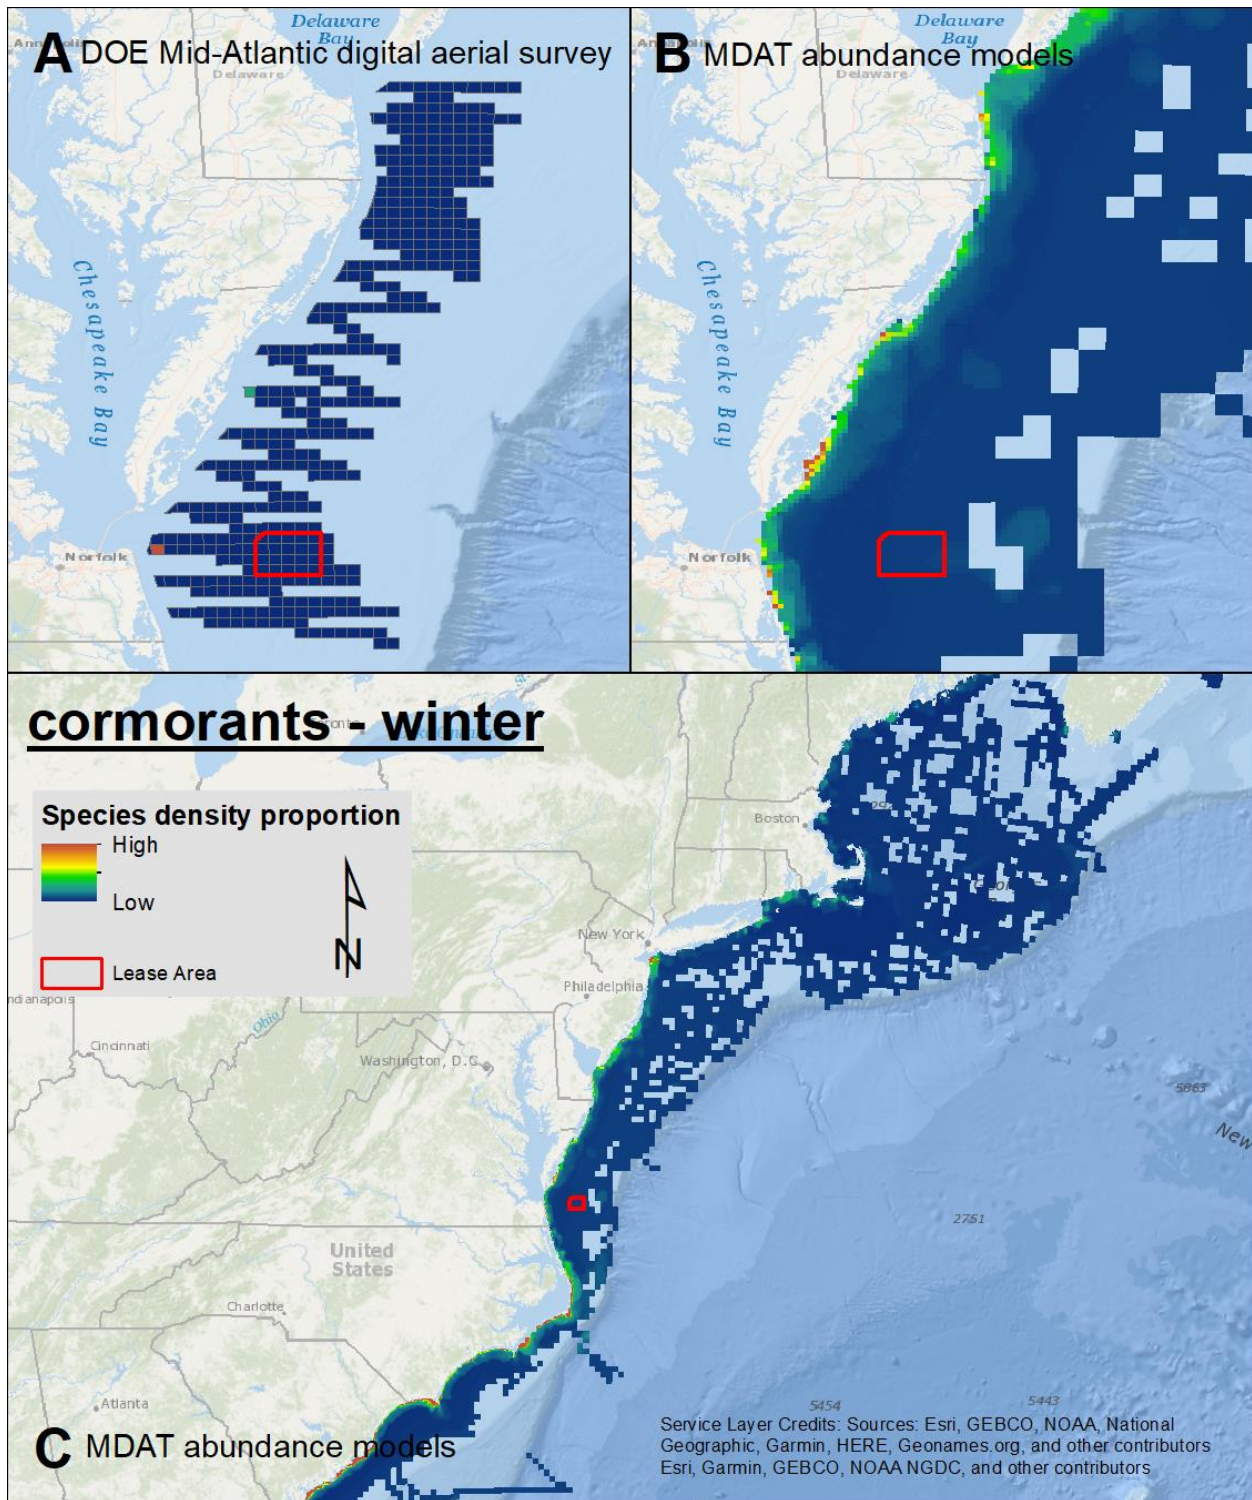 Delaware
Bay
A DOE Mid-Atlantic digital aerial survey
Delaware
Chesapeake Bay
Norfolk
Delaware
Bay
B MDAT abundance models
Delaware
Chesapeake Bay
Norfolk
cormorants - winter
Species density proportion
High
Low
N
Lease Area
Boston
New York
Philadelphia
ndianapolis
Ohio
Cincinnati
Washington, D.C.
5863
New
2751
United
States
Charlotte
Atlanta
5454
5443
C MDAT abundance models
Service Layer Credits: Sources: Esri, GEBCO, NOAA, National
Geographic, Garmin, HERE, Geonames.org, and other contributors
Esri, Garmin, GEBCO, NOAA NGDC, and other contributors